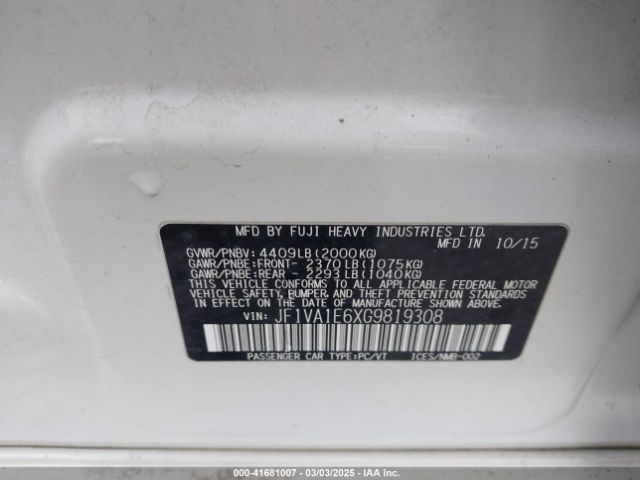 MFD BY FUJI HEAVY INDUSTRIES LTD.
MFD IN 10/15
GVWR/PNBV: 4409LB(2000KG)
GAWR/PNBE:FRONT- 2370LB(1075KG)
GAWR/PNBE:REAR - 2293LB(1040KG)
THIS VEHICLE CONFORMS TO ALL APPLICABLE FEDERAL MOTOR
VEHICLE SAFETY, BUMPER, AND THEFT PREVENTION STANDARDS
IN EFFECT ON THE DATE OF MANUFACTURE SHOWN ABOVE.
VIN: JF1VA1E6XG9819308
PASSENGER CAR TYPE:PC/VT ICES/NMB-002
000-41681007 - 03/03/2025 - IAA Inc.